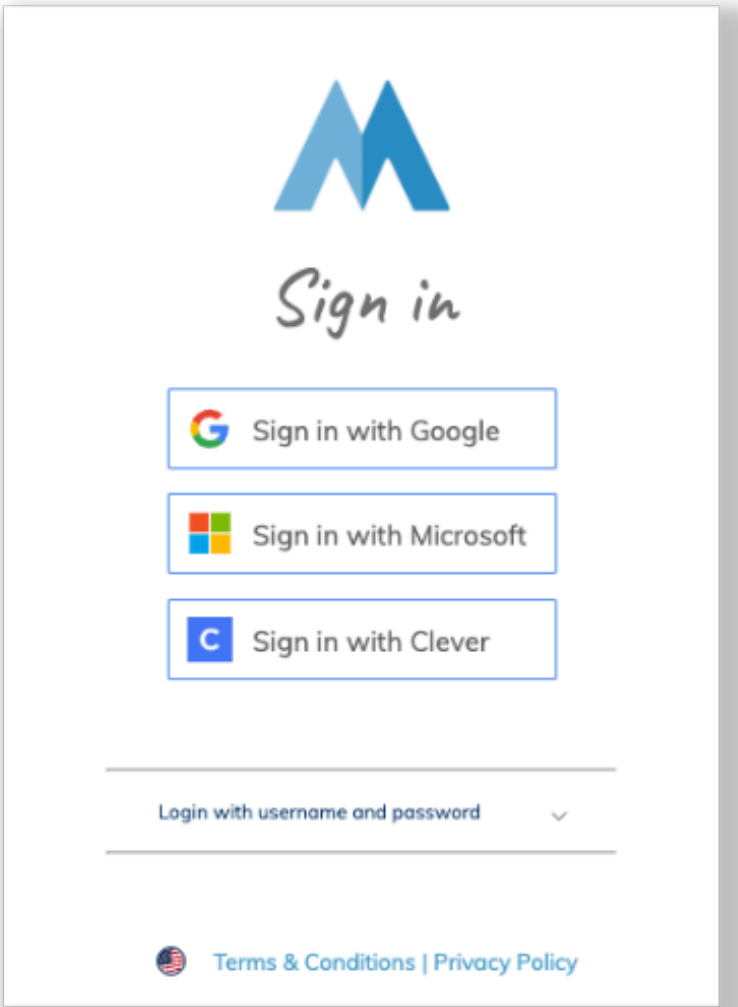 Sign in
Sign in with Google
Sign in with Microsoft
C Sign in with Clever
Login with username and password
Terms & Conditions | Privacy Policy